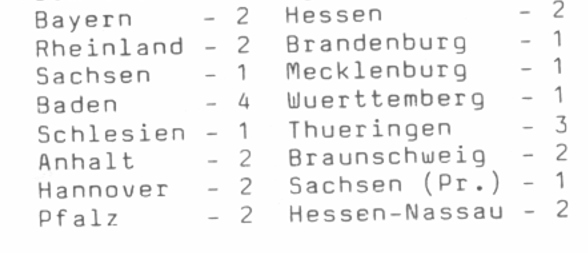 Bayern - 2 Hessen - 2
Rheinland - 2 Brandenburg - 1
Sachsen - 1 Mecklenburg - 1
Baden - 4 Wuerttemberg - 1
Schlesien - 1 Thueringen - 3
Anhalt - 2 Braunschweig - 2
Hannover - 2 Sachsen (Pr.) - 1
Pfalz - 2 Hessen-Nassau - 2